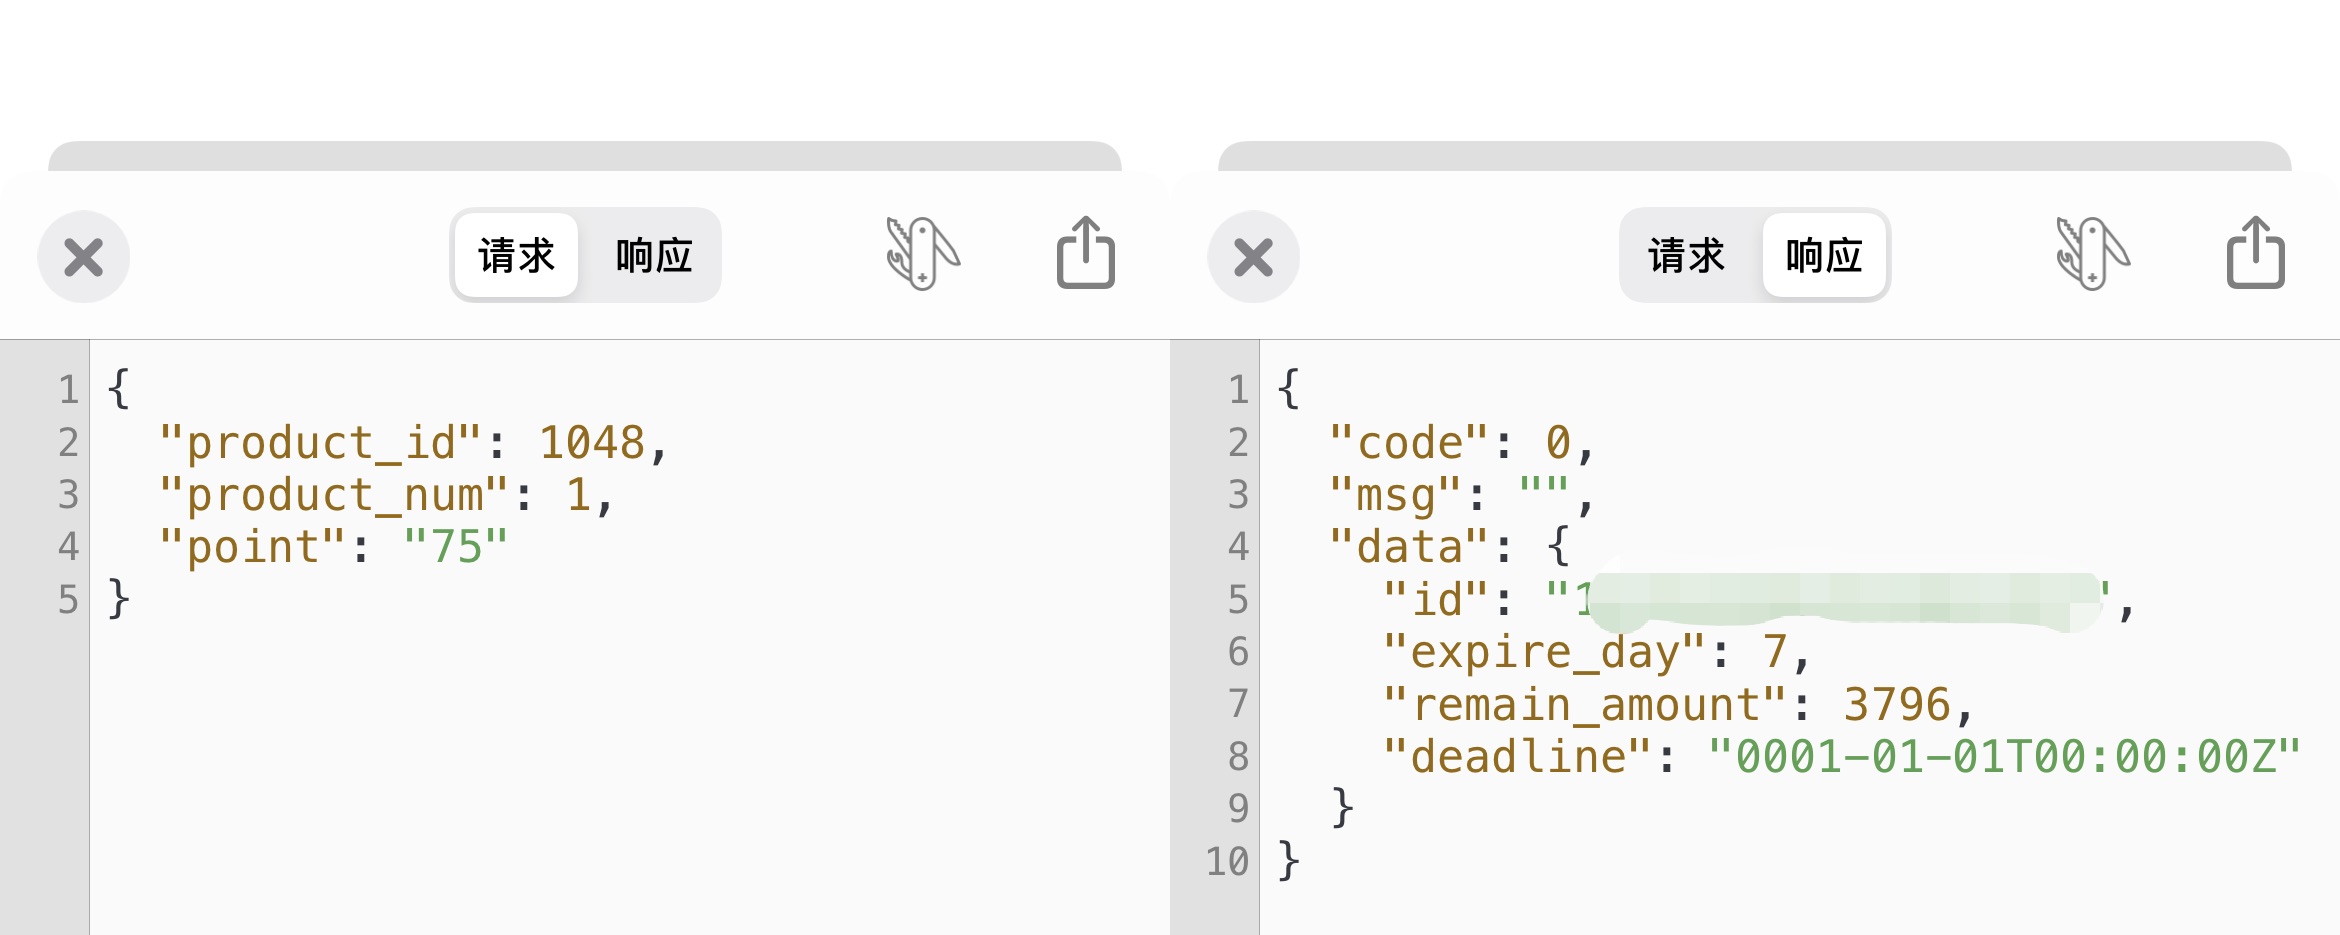 请求 响应
1 {
2 "product_id": 1048,
3 "product_num": 1,
4 "point": "75"
5 }
请求 响应
1 {
2 "code": 0,
3 "msg": "",
4 "data": {
5 "id": "1 ",
6 "expire_day": 7,
7 "remain_amount": 3796,
8 "deadline": "0001-01-01T00:00:00Z"
9 }
10 }